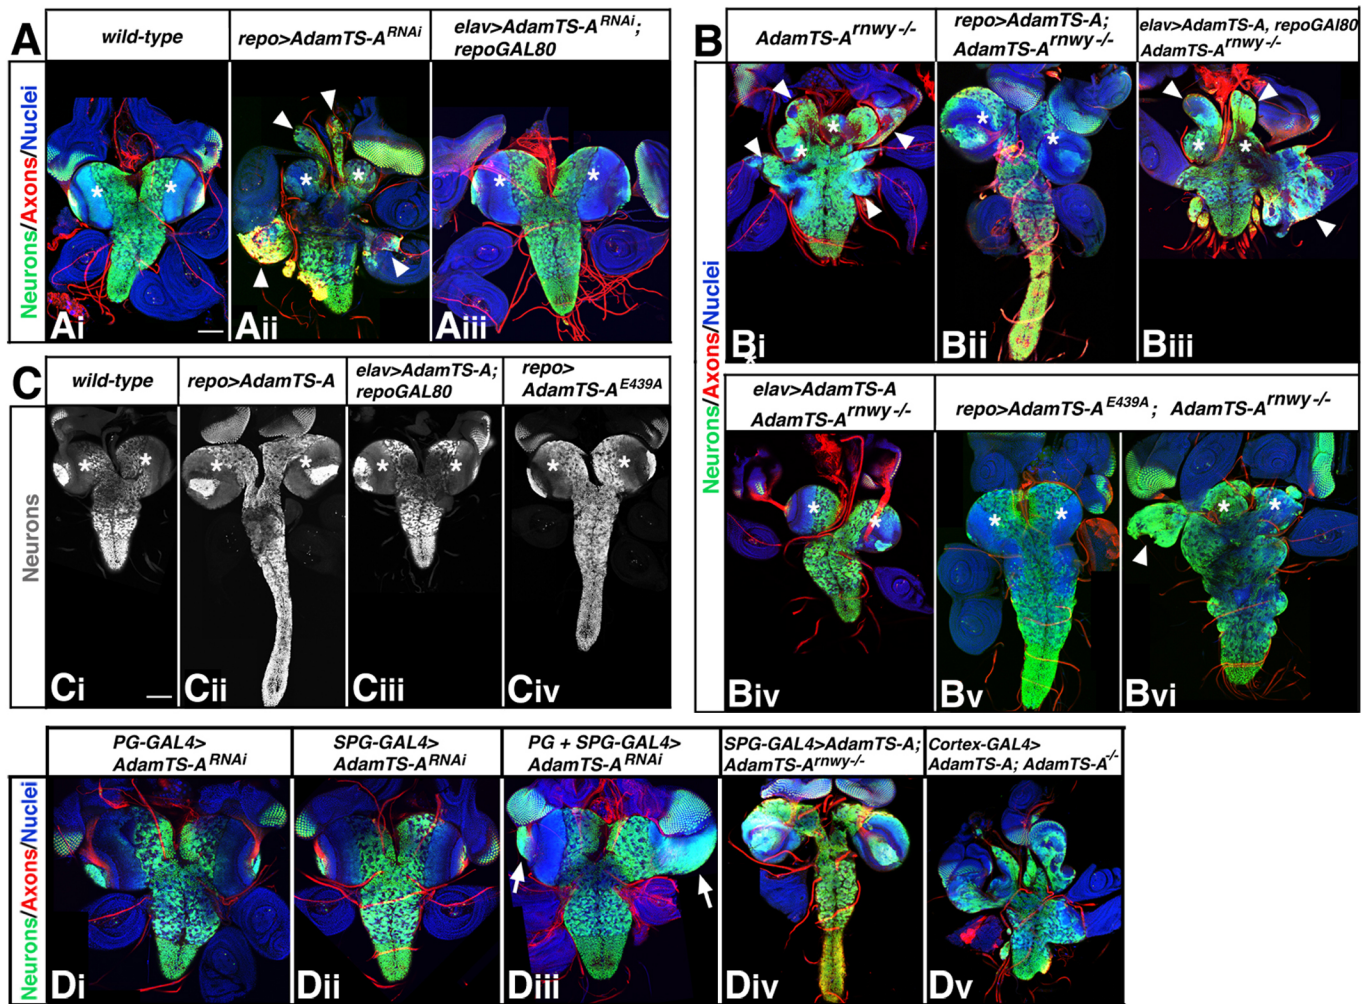 A
wild-type
repo>AdamTS-A^RNAi
elav>AdamTS-A^RNAi;
repoGAL80
Neurons/Axons/Nuclei
Ai
Aii
Aiii
B
AdamTS-A^rnwy-/-
repo>AdamTS-A;
AdamTS-A^rnwy-/-
elav>AdamTS-A, repoGAL80
AdamTS-A^rnwy-/-
Neurons/Axons/Nuclei
Bi
Bii
Biii
elav>AdamTS-A
AdamTS-A^rnwy-/-
repo>AdamTS-A^E439A; AdamTS-A^rnwy-/-
Biv
Bv
Bvi
C
wild-type
repo>AdamTS-A
elav>AdamTS-A;
repoGAL80
repo>
AdamTS-A^E439A
Neurons
Ci
Cii
Ciii
Civ
PG-GAL4>
AdamTS-A^RNAi
SPG-GAL4>
AdamTS-A^RNAi
PG + SPG-GAL4>
AdamTS-A^RNAi
SPG-GAL4>AdamTS-A;
AdamTS-A^rnwy-/-
Cortex-GAL4>
AdamTS-A; AdamTS-A^-/-
Neurons/Axons/Nuclei
Di
Dii
Diii
Div
Dv